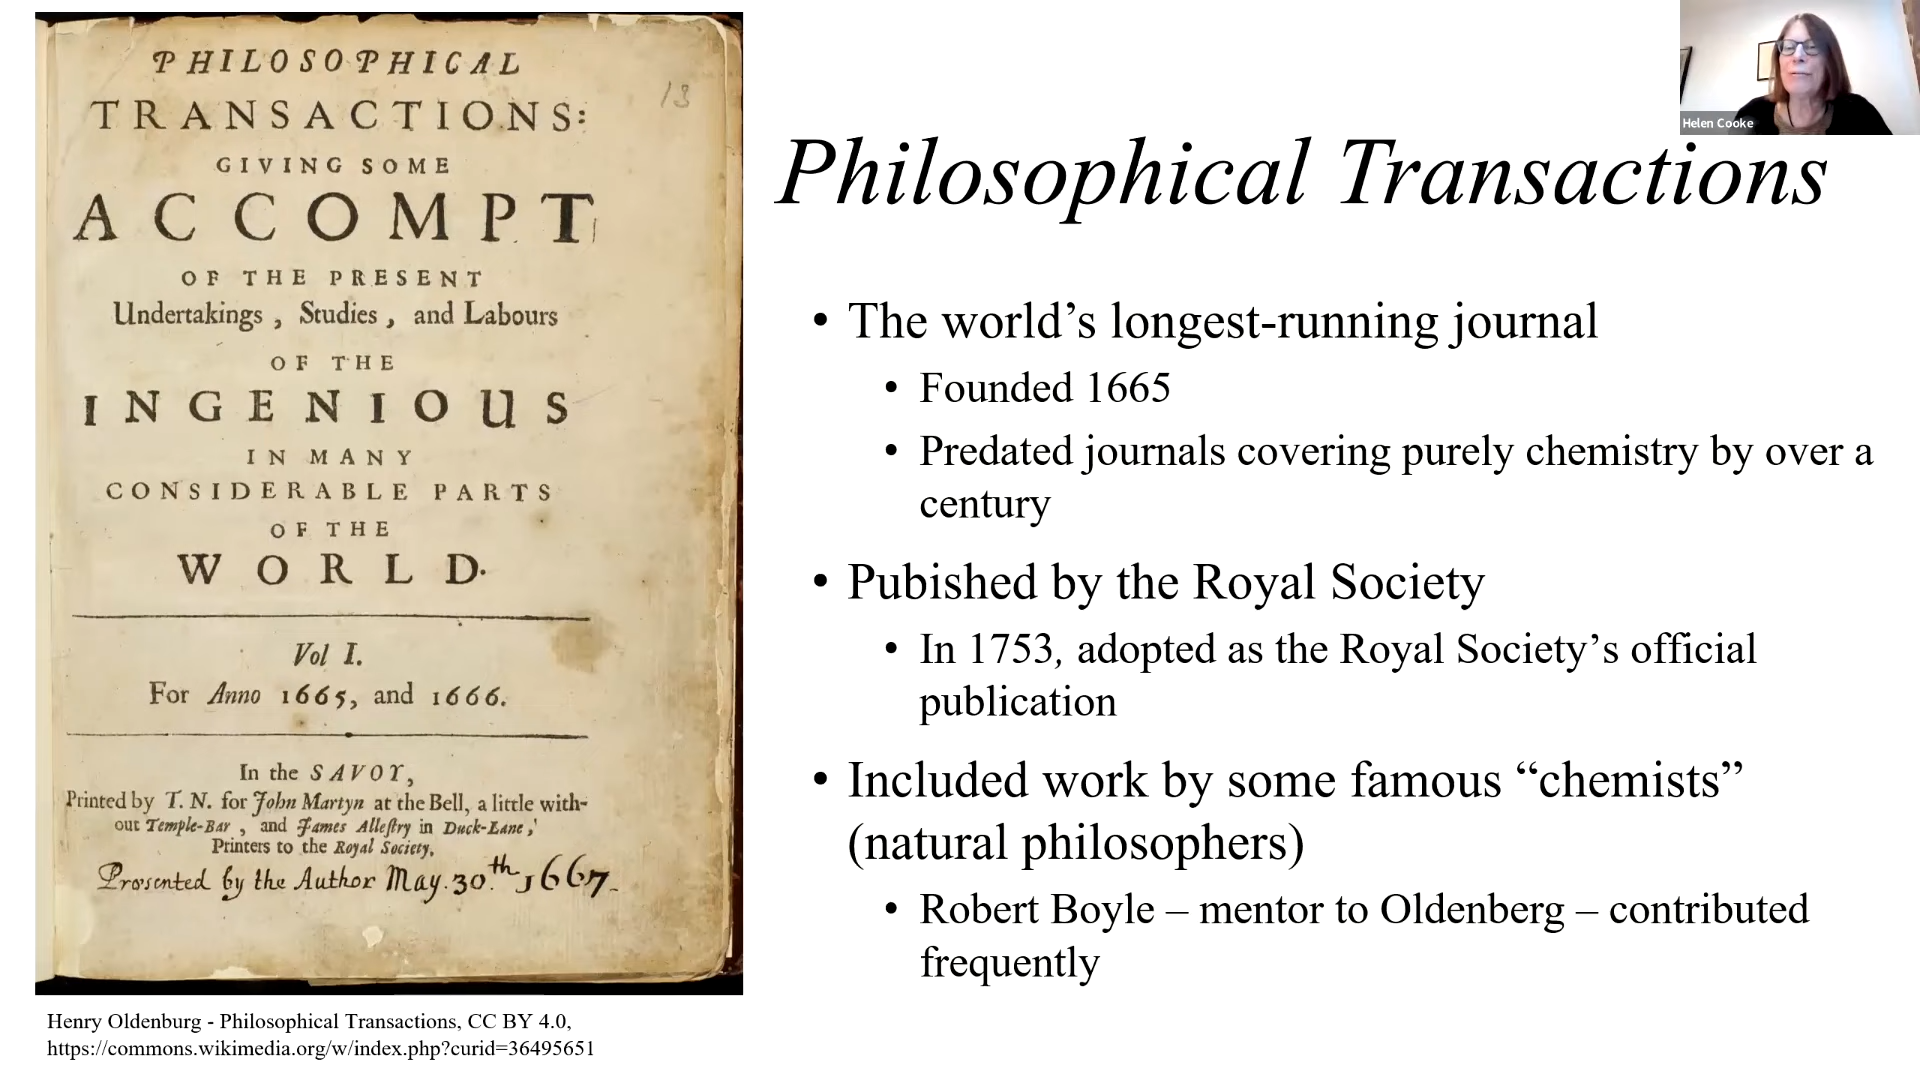 PHILOSOPHICAL
TRANSACTIONS:
GIVING SOME
ACCOMPT
OF THE PRESENT
Undertakings, Studies, and Labours
OF THE
INGENIOUS
IN MANY
CONSIDERABLE PARTS
OF THE
WORLD.
Vol I.
For Anno 1665, and 1666.
In the SAVOY,
Printed by T. N. for John Martyn at the Bell, a little with-
out Temple-Bar, and James Allestry in Duck-Lane,
Printers to the Royal Society.
Presented by the Author May. 30.th 1667.
13
Henry Oldenburg - Philosophical Transactions, CC BY 4.0,
https://commons.wikimedia.org/w/index.php?curid=36495651
Helen Cooke
Philosophical Transactions
• The world’s longest-running journal
• Founded 1665
• Predated journals covering purely chemistry by over a
century
• Pubished by the Royal Society
• In 1753, adopted as the Royal Society’s official
publication
• Included work by some famous “chemists”
(natural philosophers)
• Robert Boyle – mentor to Oldenberg – contributed
frequently